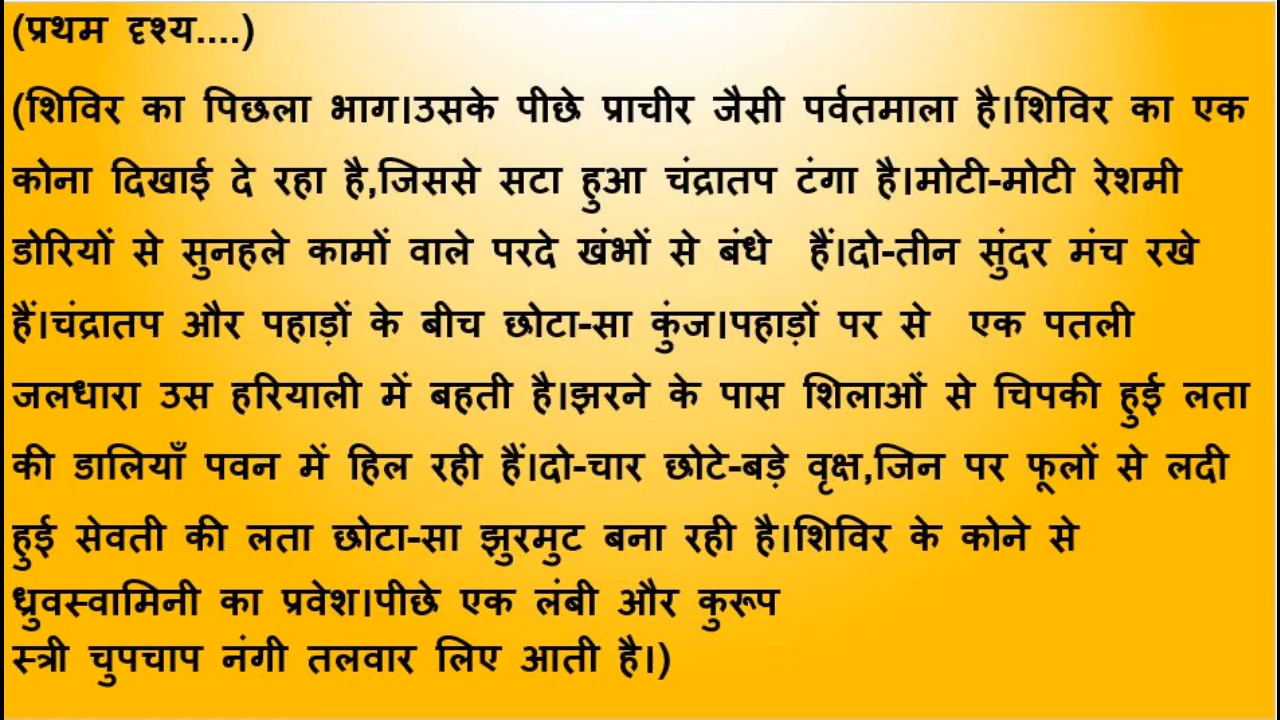 (प्रथम दृश्य....)
(शिविर का पिछला भाग।उसके पीछे प्राचीर जैसी पर्वतमाला है।शिविर का एक
कोना दिखाई दे रहा है,जिससे सटा हुआ चंद्रातप टंगा है।मोटी-मोटी रेशमी
डोरियों से सुनहले कामों वाले परदे खंभों से बंधे हैं।दो-तीन सुंदर मंच रखे
हैं।चंद्रातप और पहाड़ों के बीच छोटा-सा कुंज।पहाड़ों पर से एक पतली
जलधारा उस हरियाली में बहती है।झरने के पास शिलाओं से चिपकी हुई लता
की डालियाँ पवन में हिल रही हैं।दो-चार छोटे-बड़े वृक्ष,जिन पर फूलों से लदी
हुई सेवती की लता छोटा-सा झुरमुट बना रही है।शिविर के कोने से
ध्रुवस्वामिनी का प्रवेश।पीछे एक लंबी और कुरूप
स्त्री चुपचाप नंगी तलवार लिए आती है।)